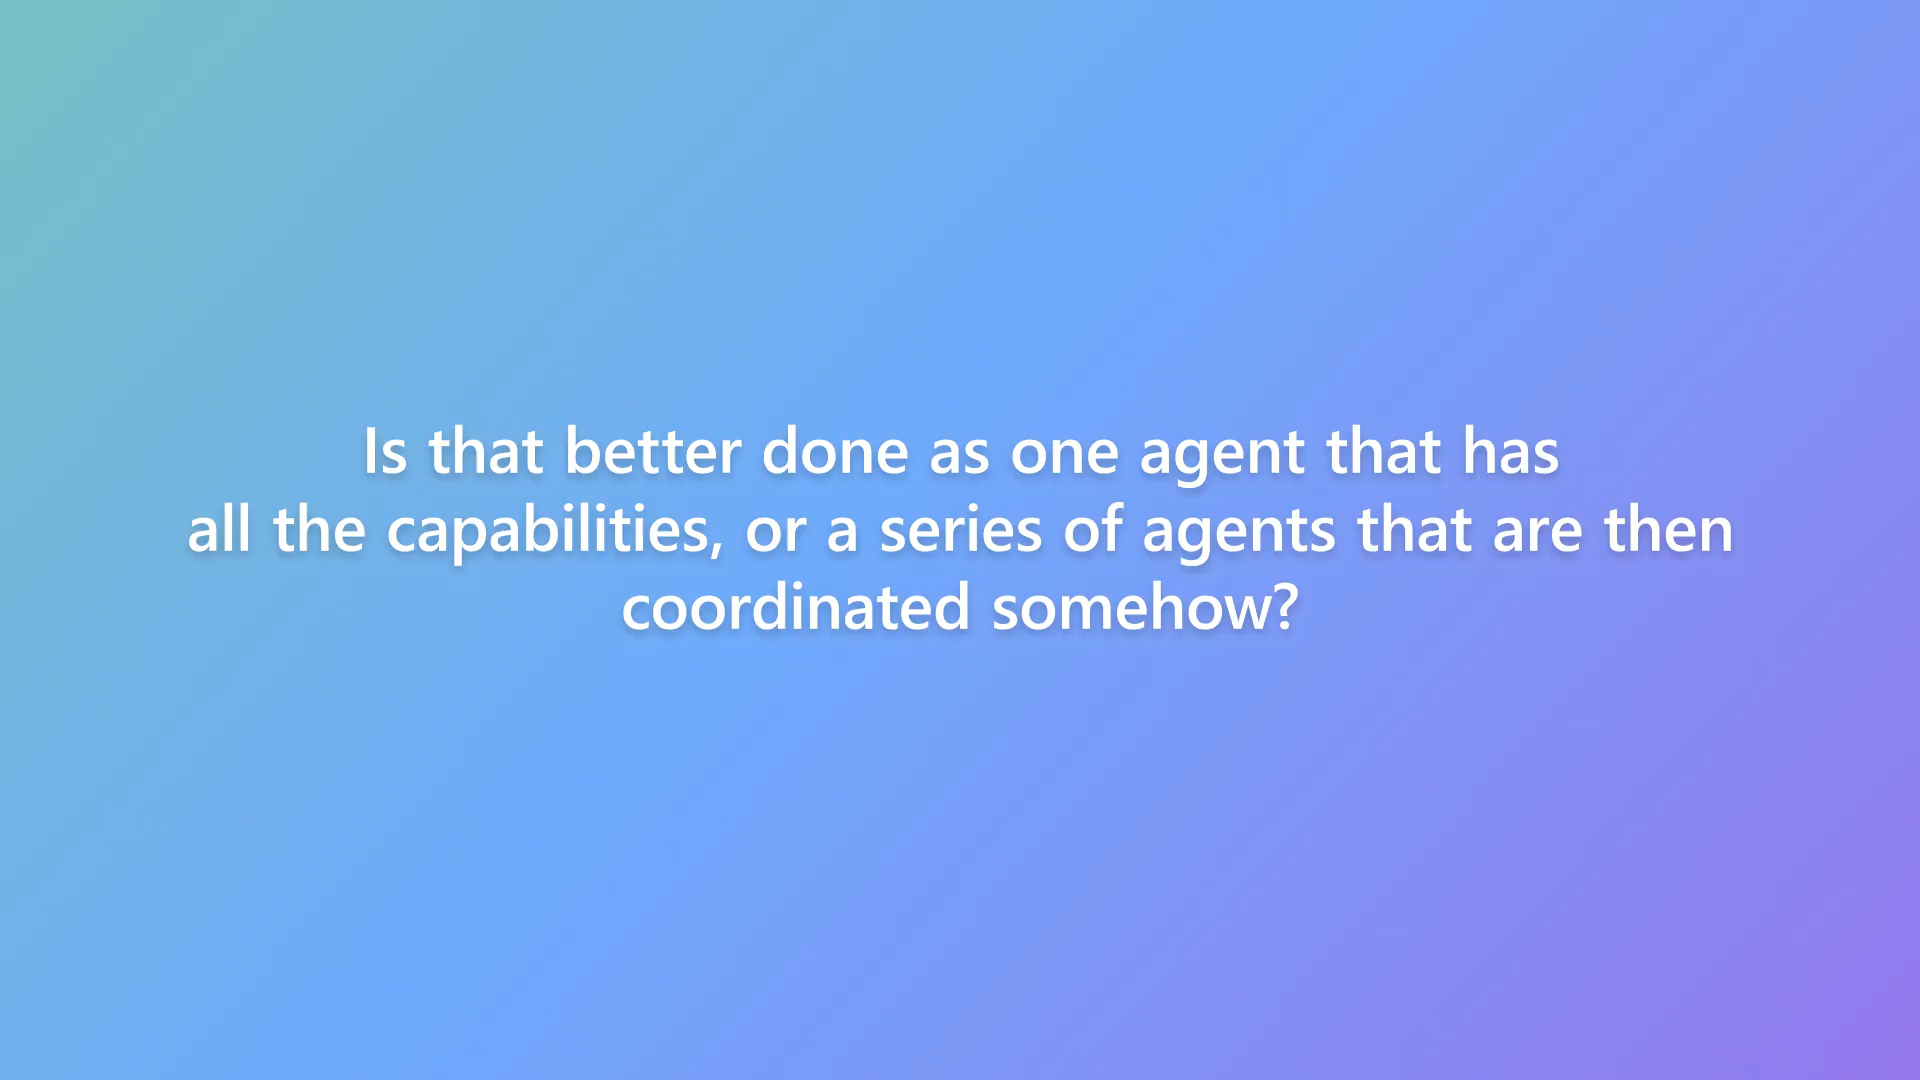 Is that better done as one agent that has
all the capabilities, or a series of agents that are then
coordinated somehow?